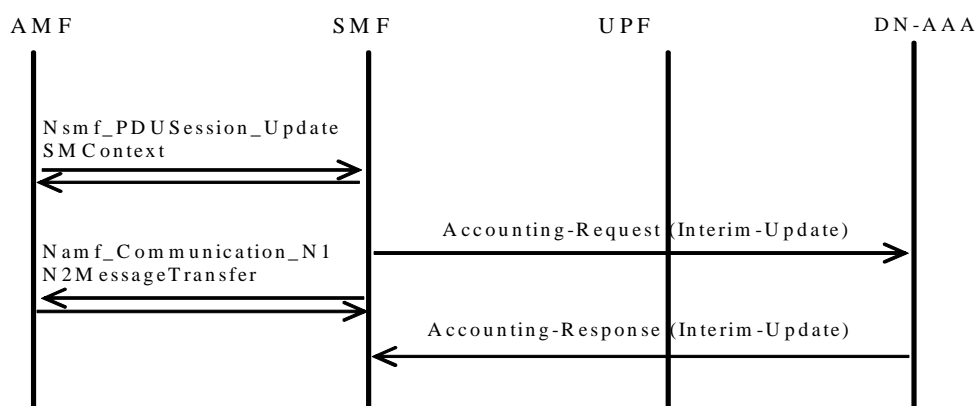 AMF
SMF
UPF
DN-AAA
Nsmf_PDUSession_Update
SMContext
Accounting-Request (Interim-Update)
Namf_Communication_N1
N2MessageTransfer
Accounting-Response (Interim-Update)